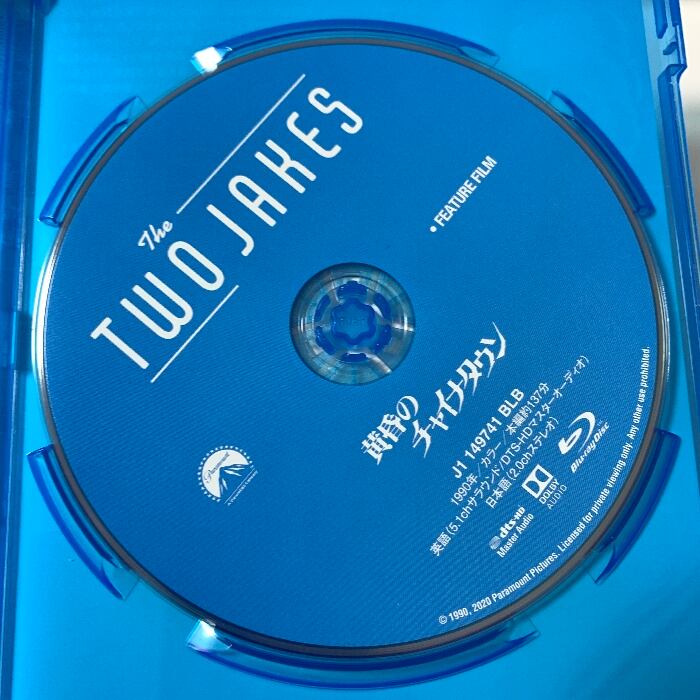 The
TWO JAKES
• FEATURE FILM
黄昏の
チャイナタウン
J1 149741 BLB
1990年/カラー/本編約137分
英語(5.1chサラウンド/DTS-HDマスターオーディオ)
日本語(2.0chステレオ)
dts-HD
Master Audio
DOLBY
AUDIO
Blu-ray Disc
Paramount
© 1990, 2020 Paramount Pictures. Licensed for private viewing only. Any other use prohibited.